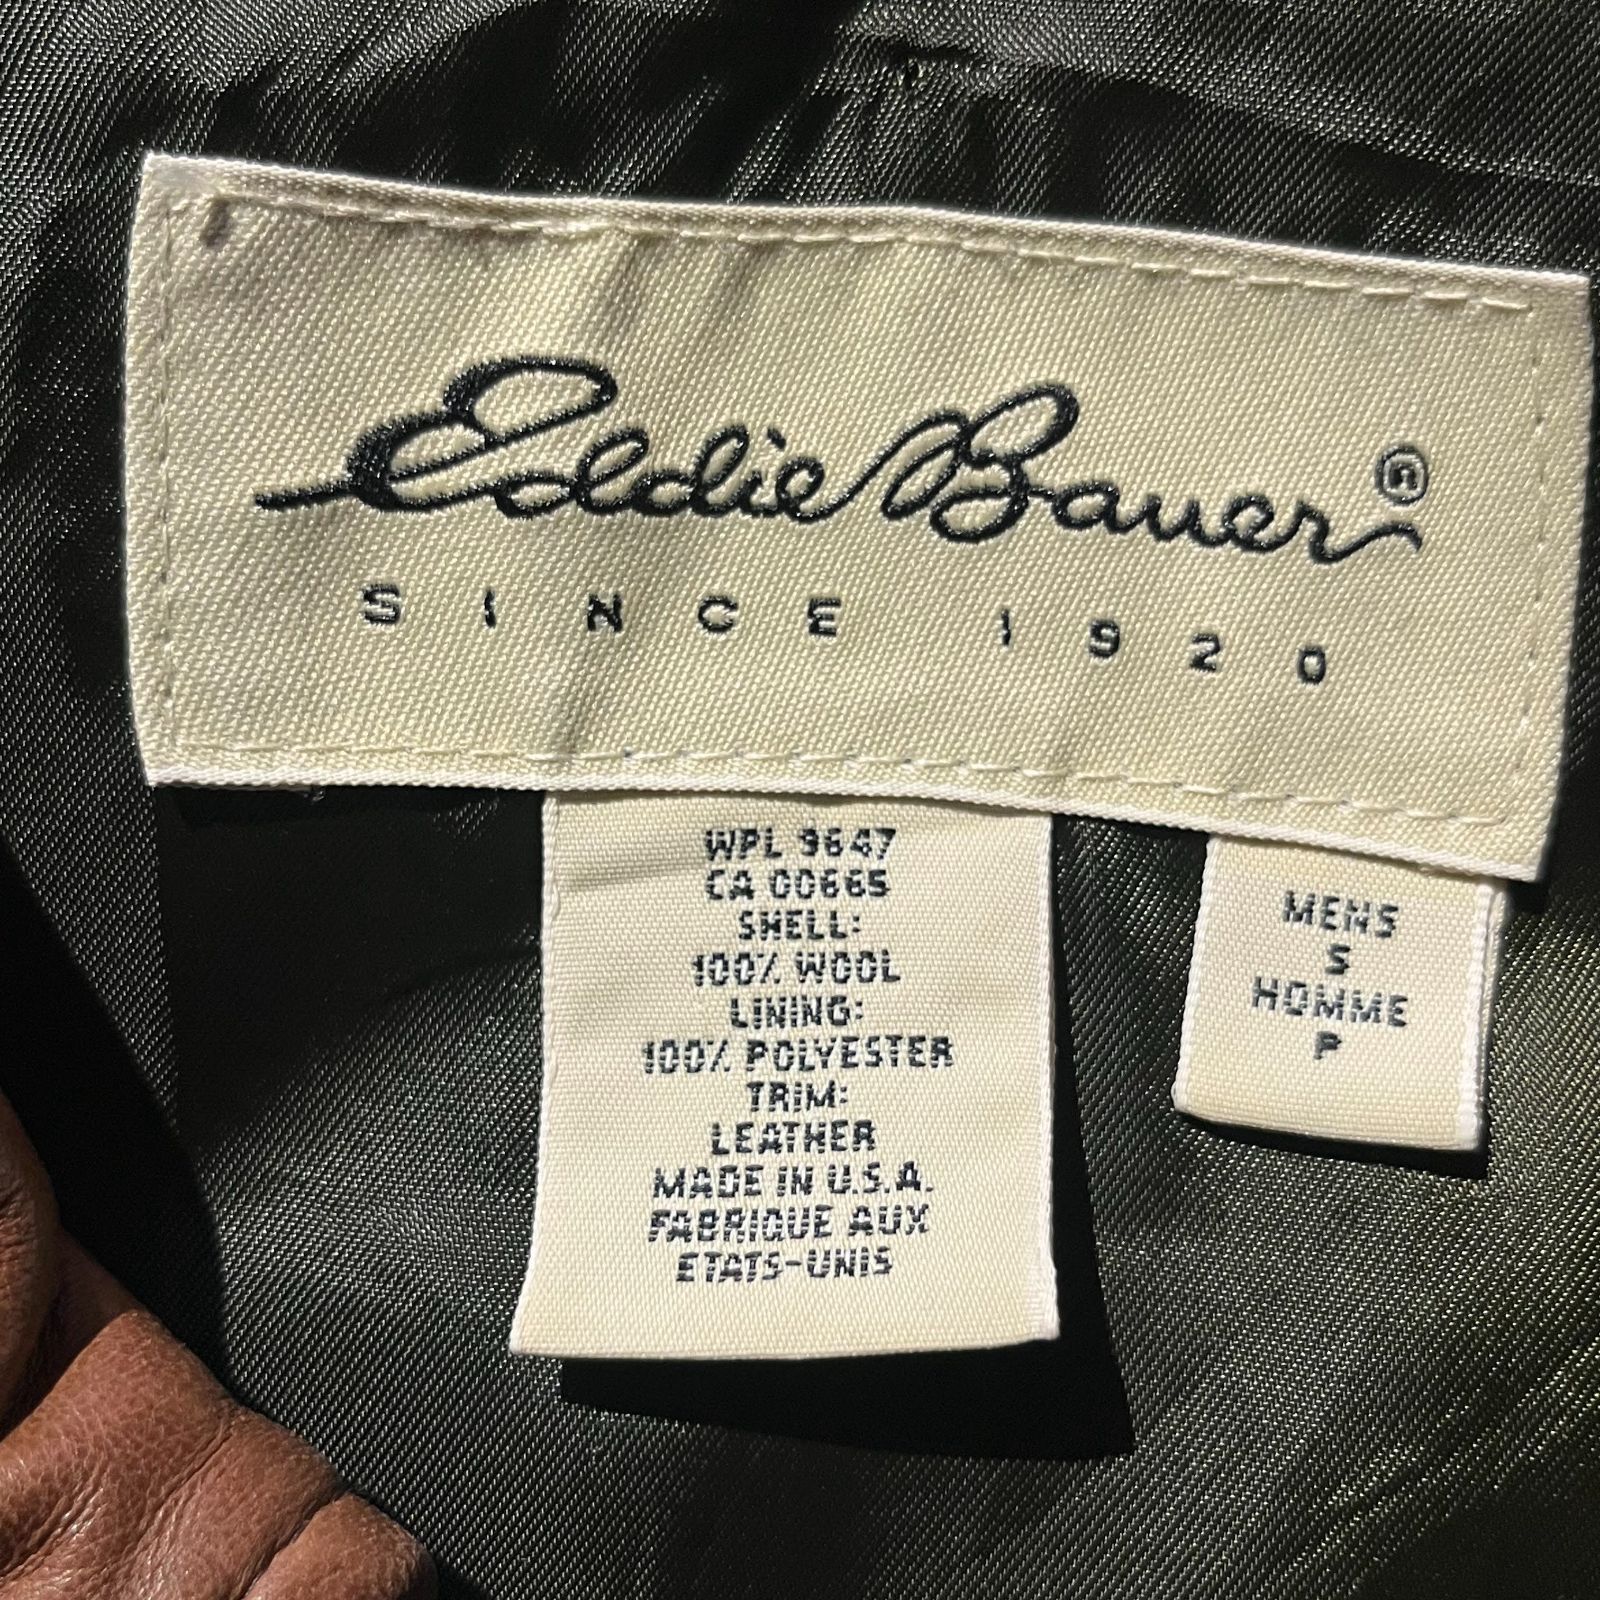 Eddie Bauer®
SINCE 1920
WPL 9647
CA 00665
SHELL:
100% WOOL
LINING:
100% POLYESTER
TRIM:
LEATHER
MADE IN U.S.A.
FABRIQUE AUX
ETATS-UNIS
MENS
S
HOMME
P